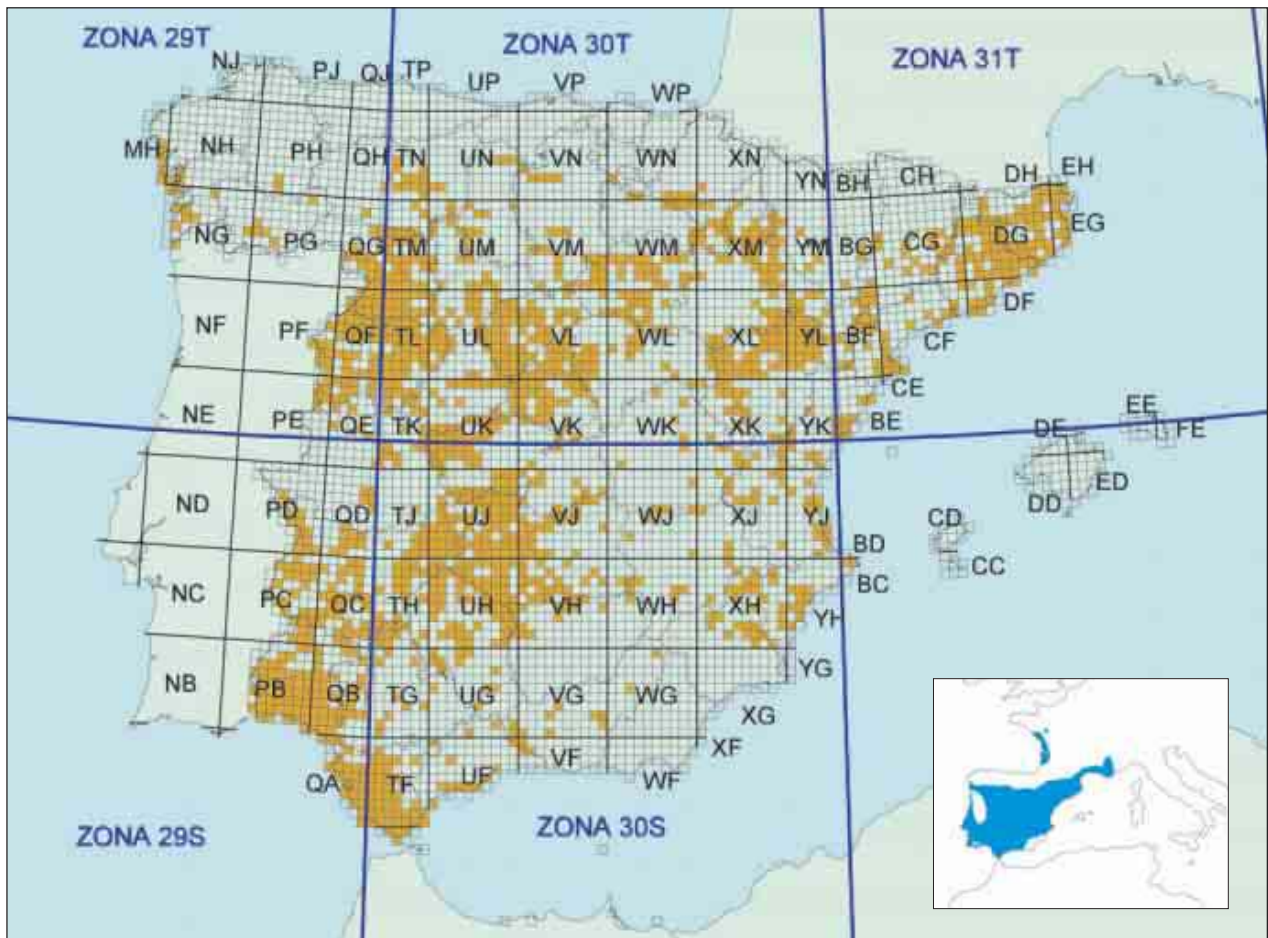 ZONA 29T
ZONA 30T
ZONA 31T
NJ PJ QJ TP UP VP WP
MH NH PH QH TN UN VN WN XN YN BH CH DH EH
NG PG QG TM UM VM WM XM YM BG CG DG EG
NF PF QF TL UL VL WL XL YL BF CF DF
NE PE QE TK UK VK WK XK YK BE CE
EE FE
DE
ND PD QD TJ UJ VJ WJ XJ YJ BD CD DD ED
NC PC QC TH UH VH WH XH YH BC CC
NB PB QB TG UG VG WG XG YG
QA TF UF VF WF XF
ZONA 29S
ZONA 30S